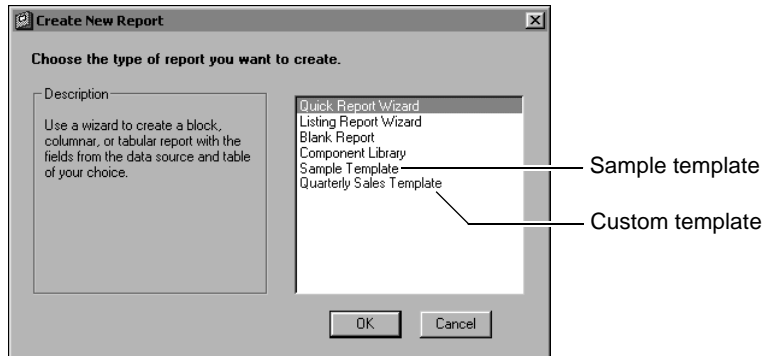 Create New Report
Choose the type of report you want to create.
Description
Use a wizard to create a block,
columnar, or tabular report with the
fields from the data source and table
of your choice.
Quick Report Wizard
Listing Report Wizard
Blank Report
Component Library
Sample Template
Quarterly Sales Template
Sample template
Custom template
OK
Cancel